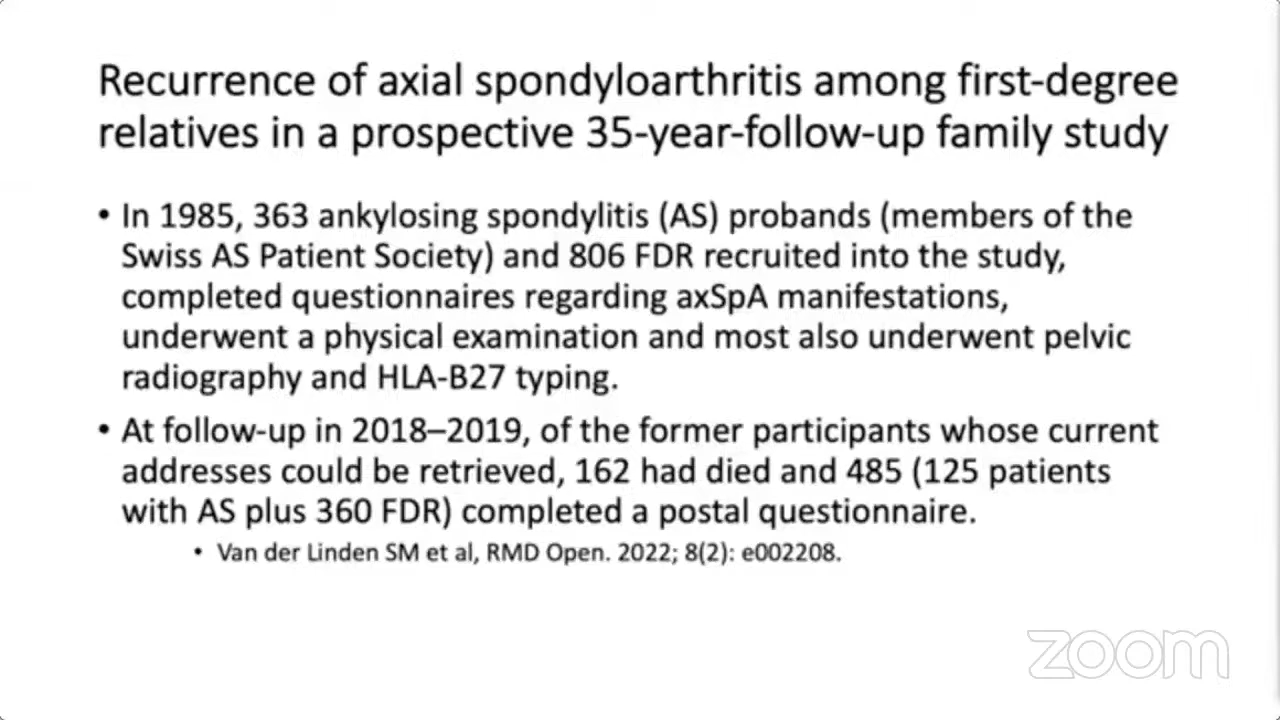 Recurrence of axial spondyloarthritis among first-degree
relatives in a prospective 35-year-follow-up family study
• In 1985, 363 ankylosing spondylitis (AS) probands (members of the
Swiss AS Patient Society) and 806 FDR recruited into the study,
completed questionnaires regarding axSpA manifestations,
underwent a physical examination and most also underwent pelvic
radiography and HLA-B27 typing.
• At follow-up in 2018–2019, of the former participants whose current
addresses could be retrieved, 162 had died and 485 (125 patients
with AS plus 360 FDR) completed a postal questionnaire.
• Van der Linden SM et al, RMD Open. 2022; 8(2): e002208.
zoom